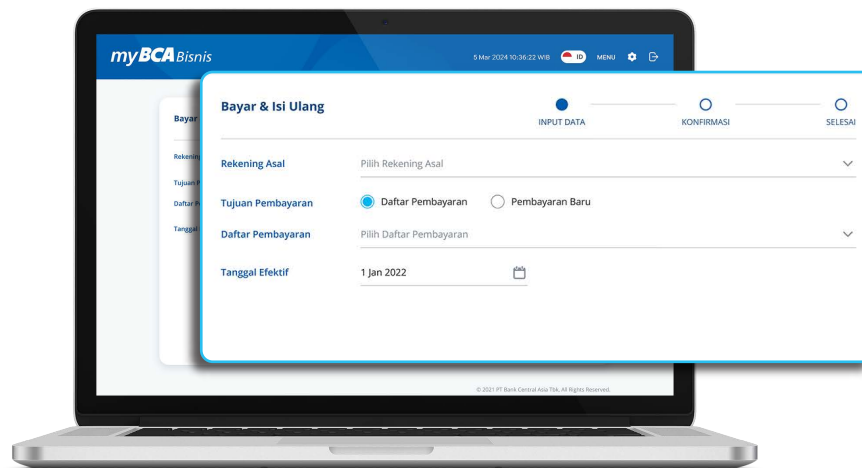 myBCA Bisnis
5 Mar 2024 10:36:22 WIB ID MENU
Bayar
Rekening
Tujuan
Daftar
Tanggal
Bayar & Isi Ulang
INPUT DATA KONFIRMASI SELESAI
Rekening Asal Pilih Rekening Asal
Tujuan Pembayaran Daftar Pembayaran Pembayaran Baru
Daftar Pembayaran Pilih Daftar Pembayaran
Tanggal Efektif 1 Jan 2022
© 2021 PT Bank Central Asia Tbk, All Rights Reserved.